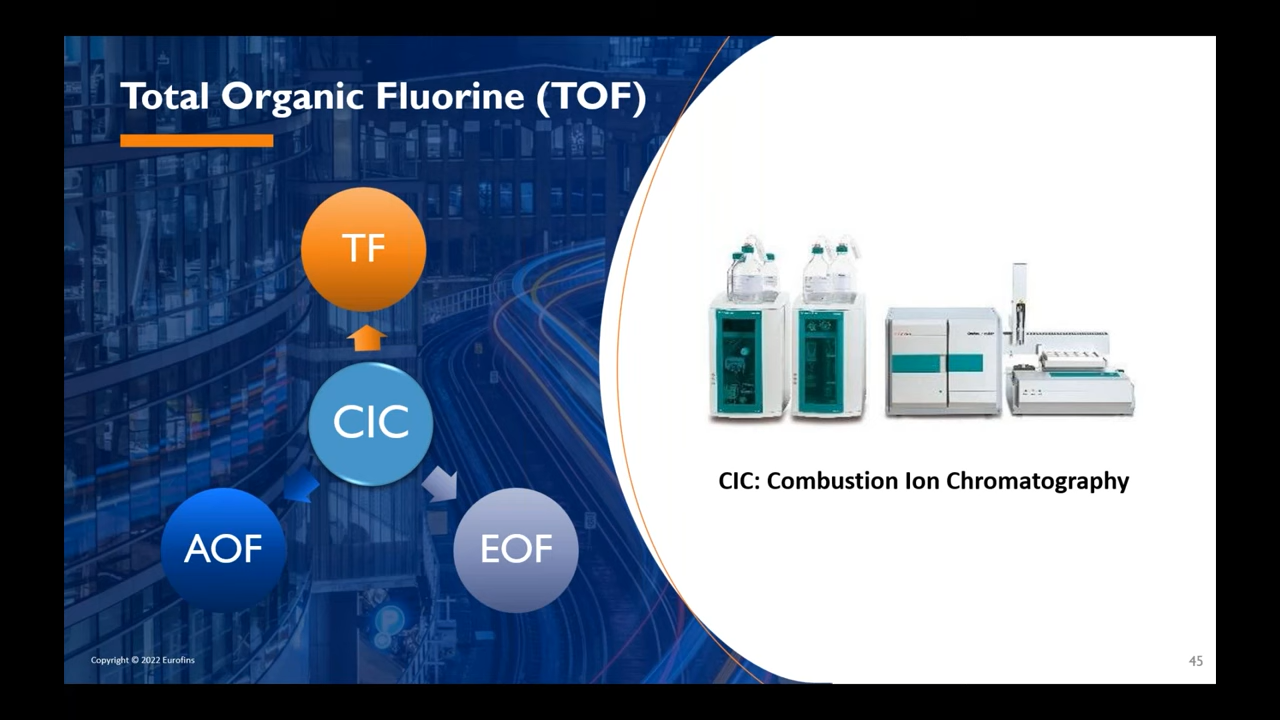 Total Organic Fluorine (TOF)
TF
CIC
AOF
EOF
CIC: Combustion Ion Chromatography
Copyright © 2022 Eurofins
45